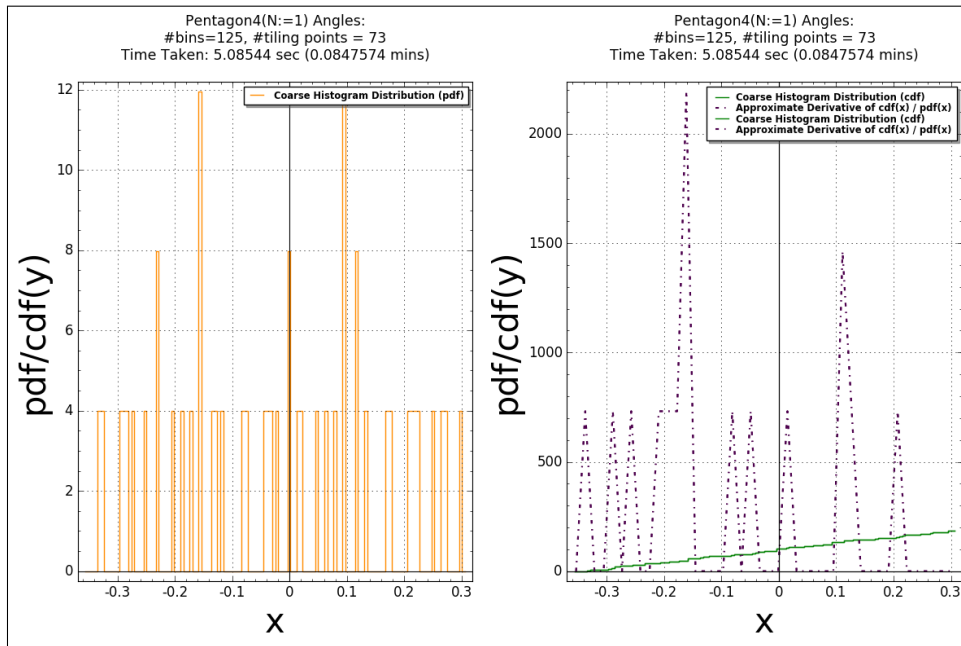 Pentagon4(N:=1) Angles:
#bins=125, #tiling points = 73
Time Taken: 5.08544 sec (0.0847574 mins)
Coarse Histogram Distribution (pdf)
12
10
8
6
4
2
0
-0.3
-0.2
-0.1
0
0.1
0.2
0.3
pdf/cdf(y)
x
Pentagon4(N:=1) Angles:
#bins=125, #tiling points = 73
Time Taken: 5.08544 sec (0.0847574 mins)
Coarse Histogram Distribution (cdf)
Approximate Derivative of cdf(x) / pdf(x)
Coarse Histogram Distribution (cdf)
Approximate Derivative of cdf(x) / pdf(x)
2000
1500
1000
500
0
-0.3
-0.2
-0.1
0
0.1
0.2
0.3
pdf/cdf(y)
x